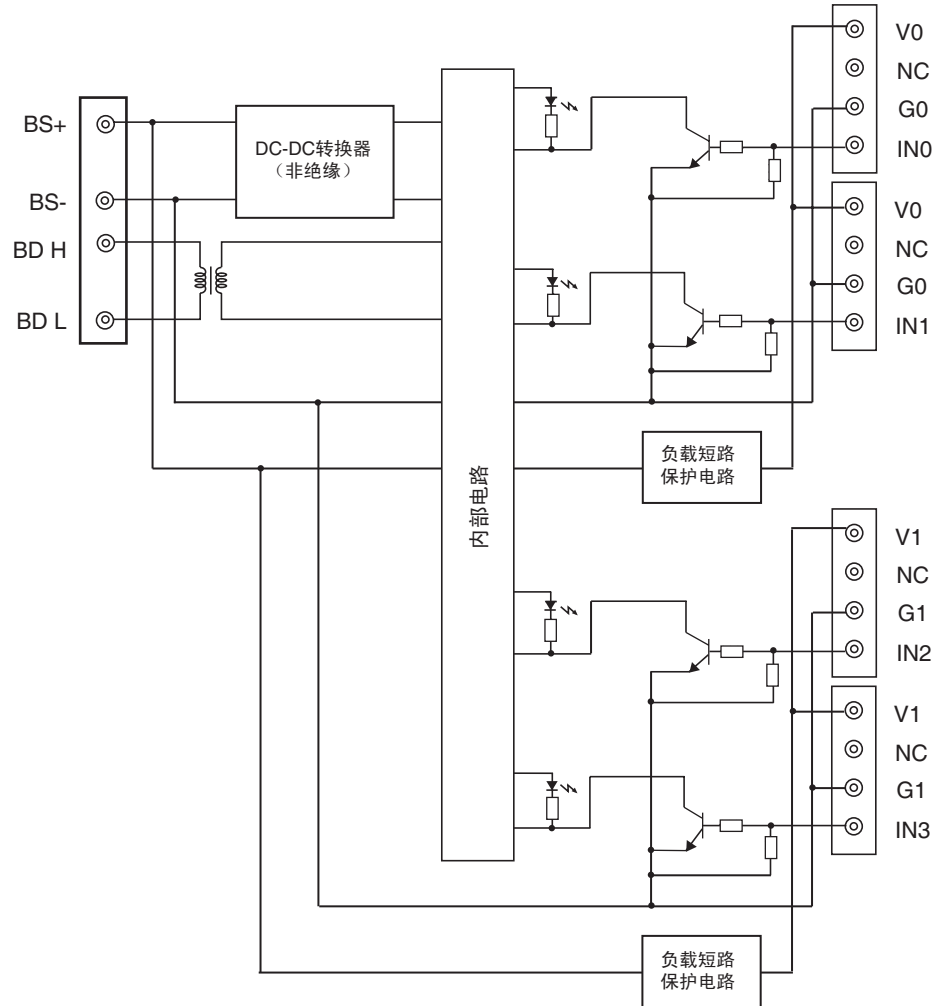 V0
NC
G0
IN0
V0
NC
G0
IN1
BS+
BS-
BD H
BD L
DC-DC转换器
（非绝缘）
内部电路
负载短路
保护电路
V1
NC
G1
IN2
V1
NC
G1
IN3
负载短路
保护电路